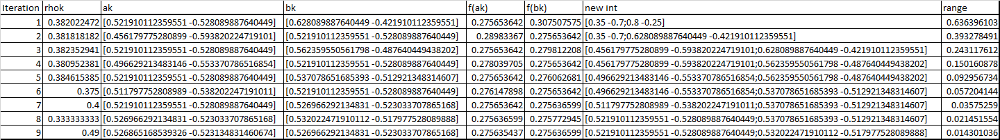 Iteration rhok ak bk f(ak) f(bk) new int range
1 0.382022472 [0.521910112359551 -0.528089887640449] [0.628089887640449 -0.421910112359551] 0.275653642 0.307507575 [0.35 -0.7;0.8 -0.25] 0.636396103
2 0.381818182 [0.456179775280899 -0.593820224719101] [0.521910112359551 -0.528089887640449] 0.28983367 0.275653642 [0.35 -0.7;0.628089887640449 -0.421910112359551] 0.393278491
3 0.382352941 [0.521910112359551 -0.528089887640449] [0.562359550561798 -0.487640449438202] 0.275653642 0.279812208 [0.456179775280899 -0.593820224719101;0.628089887640449 -0.421910112359551] 0.243117612
4 0.380952381 [0.496629213483146 -0.553370786516854] [0.521910112359551 -0.528089887640449] 0.278039705 0.275653642 [0.456179775280899 -0.593820224719101;0.562359550561798 -0.487640449438202] 0.150160878
5 0.384615385 [0.521910112359551 -0.528089887640449] [0.537078651685393 -0.512921348314607] 0.275653642 0.276062681 [0.496629213483146 -0.553370786516854;0.562359550561798 -0.487640449438202] 0.092956734
6 0.375 [0.511797752808989 -0.538202247191011] [0.521910112359551 -0.528089887640449] 0.276147898 0.275653642 [0.496629213483146 -0.553370786516854;0.537078651685393 -0.512921348314607] 0.057204144
7 0.4 [0.521910112359551 -0.528089887640449] [0.526966292134831 -0.523033707865168] 0.275653642 0.275636599 [0.511797752808989 -0.538202247191011;0.537078651685393 -0.512921348314607] 0.03575259
8 0.333333333 [0.526966292134831 -0.523033707865168] [0.532022471910112 -0.517977528089888] 0.275636599 0.275772945 [0.521910112359551 -0.528089887640449;0.537078651685393 -0.512921348314607] 0.021451554
9 0.49 [0.526865168539326 -0.523134831460674] [0.526966292134831 -0.523033707865168] 0.275635437 0.275636599 [0.521910112359551 -0.528089887640449;0.532022471910112 -0.517977528089888] 0.014301036